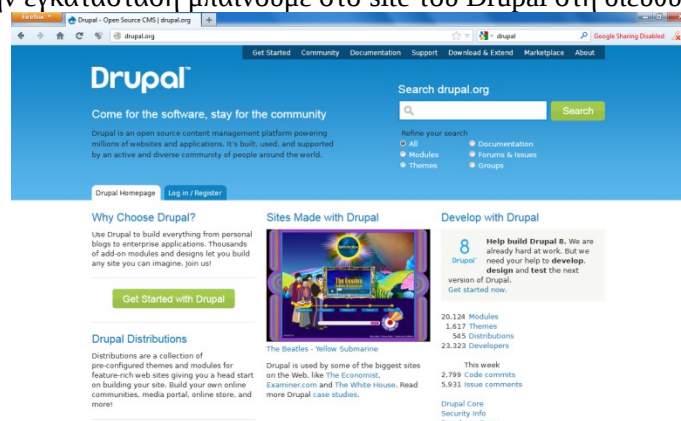 ην εγκατάσταση μπαίνουμε στο site του Drupal στη διεύθυ
Firefox
Drupal - Open Source CMS | drupal.org
drupal.org
drupal
Google Sharing Disabled
Get Started Community Documentation Support Download & Extend Marketplace About
Drupal™
Come for the software, stay for the community
Drupal is an open source content management platform powering
millions of websites and applications. It's built, used, and supported
by an active and diverse community of people around the world.
Search drupal.org
Search
Refine your search
All
Modules
Themes
Documentation
Forums & Issues
Groups
Drupal Homepage Log in / Register
Why Choose Drupal?
Use Drupal to build everything from personal
blogs to enterprise applications. Thousands
of add-on modules and designs let you build
any site you can imagine. Join us!
Get Started with Drupal
Drupal Distributions
Distributions are a collection of
pre-configured themes and modules for
feature-rich web sites giving you a head start
on building your site. Build your own online
communities, media portal, online store, and
more!
Sites Made with Drupal
The Beatles
The Beatles - Yellow Submarine
Drupal is used by some of the biggest sites
on the Web, like The Economist,
Examiner.com and The White House. Read
more Drupal case studies.
Develop with Drupal
8
Drupal™
Help build Drupal 8. We are
already hard at work. But we
need your help to develop,
design and test the next
version of Drupal.
Get started now.
20,124 Modules
1,617 Themes
545 Distributions
23,323 Developers
This week
2,799 Code commits
5,931 Issue comments
Drupal Core
Security Info